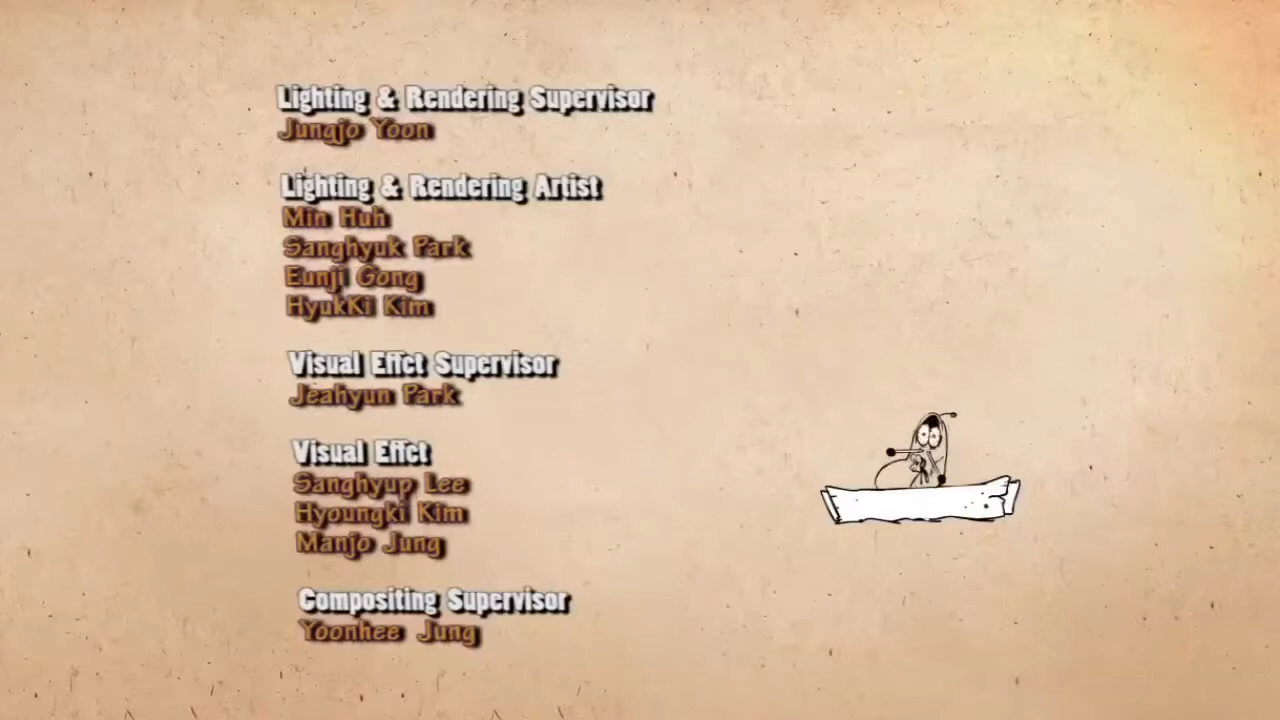 Lighting & Rendering Supervisor
Jungjo Yoon
Lighting & Rendering Artist
Min Huh
Sanghyuk Park
Eunji Gong
HyukKi Kim
Visual Effct Supervisor
Jeahyun Park
Visual Effct
Sanghyup Lee
Hyoungki Kim
Manjo Jung
Compositing Supervisor
Yoonhee Jung